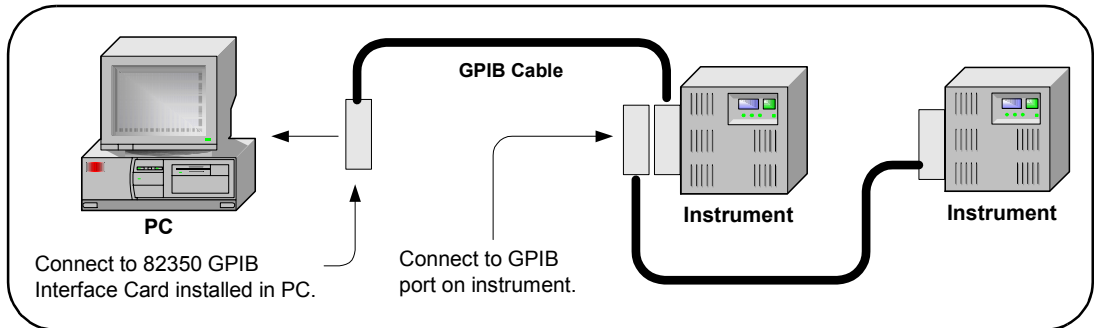 GPIB Cable
PC
Instrument
Instrument
Connect to 82350 GPIB
Interface Card installed in PC.
Connect to GPIB
port on instrument.